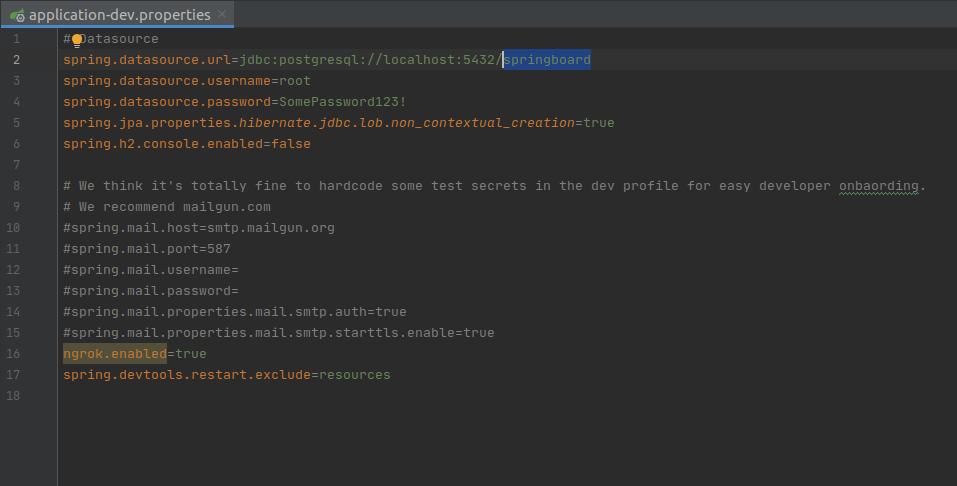 application-dev.properties
1 # Datasource
2 spring.datasource.url=jdbc:postgresql://localhost:5432/springboard
3 spring.datasource.username=root
4 spring.datasource.password=SomePassword123!
5 spring.jpa.properties.hibernate.jdbc.lob.non_contextual_creation=true
6 spring.h2.console.enabled=false
7
8 # We think it's totally fine to hardcode some test secrets in the dev profile for easy developer onbaording.
9 # We recommend mailgun.com
10 #spring.mail.host=smtp.mailgun.org
11 #spring.mail.port=587
12 #spring.mail.username=
13 #spring.mail.password=
14 #spring.mail.properties.mail.smtp.auth=true
15 #spring.mail.properties.mail.smtp.starttls.enable=true
16 ngrok.enabled=true
17 spring.devtools.restart.exclude=resources
18